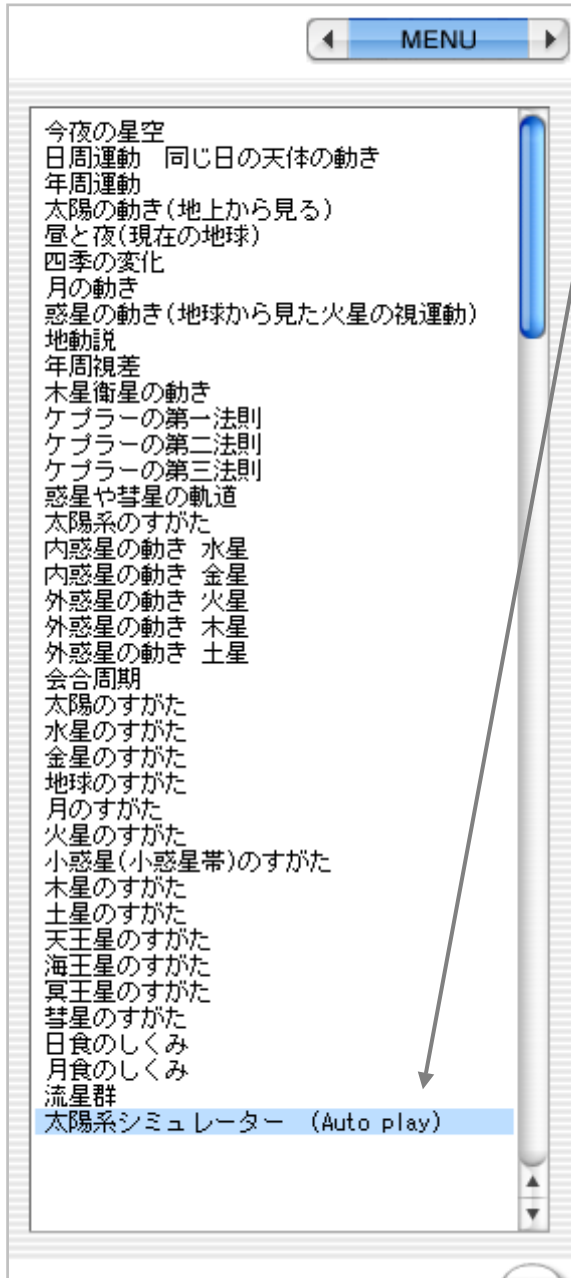 MENU
今夜の星空
日周運動　同じ日の天体の動き
年周運動
太陽の動き(地上から見る)
昼と夜(現在の地球)
四季の変化
月の動き
惑星の動き(地球から見た火星の視運動)
地動説
年周視差
木星衛星の動き
ケプラーの第一法則
ケプラーの第二法則
ケプラーの第三法則
惑星や彗星の軌道
太陽系のすがた
内惑星の動き 水星
内惑星の動き 金星
外惑星の動き 火星
外惑星の動き 木星
外惑星の動き 土星
会合周期
太陽のすがた
水星のすがた
金星のすがた
地球のすがた
月のすがた
火星のすがた
小惑星(小惑星帯)のすがた
木星のすがた
土星のすがた
天王星のすがた
海王星のすがた
冥王星のすがた
彗星のすがた
日食のしくみ
月食のしくみ
流星群
太陽系シミュレーター　(Auto play)